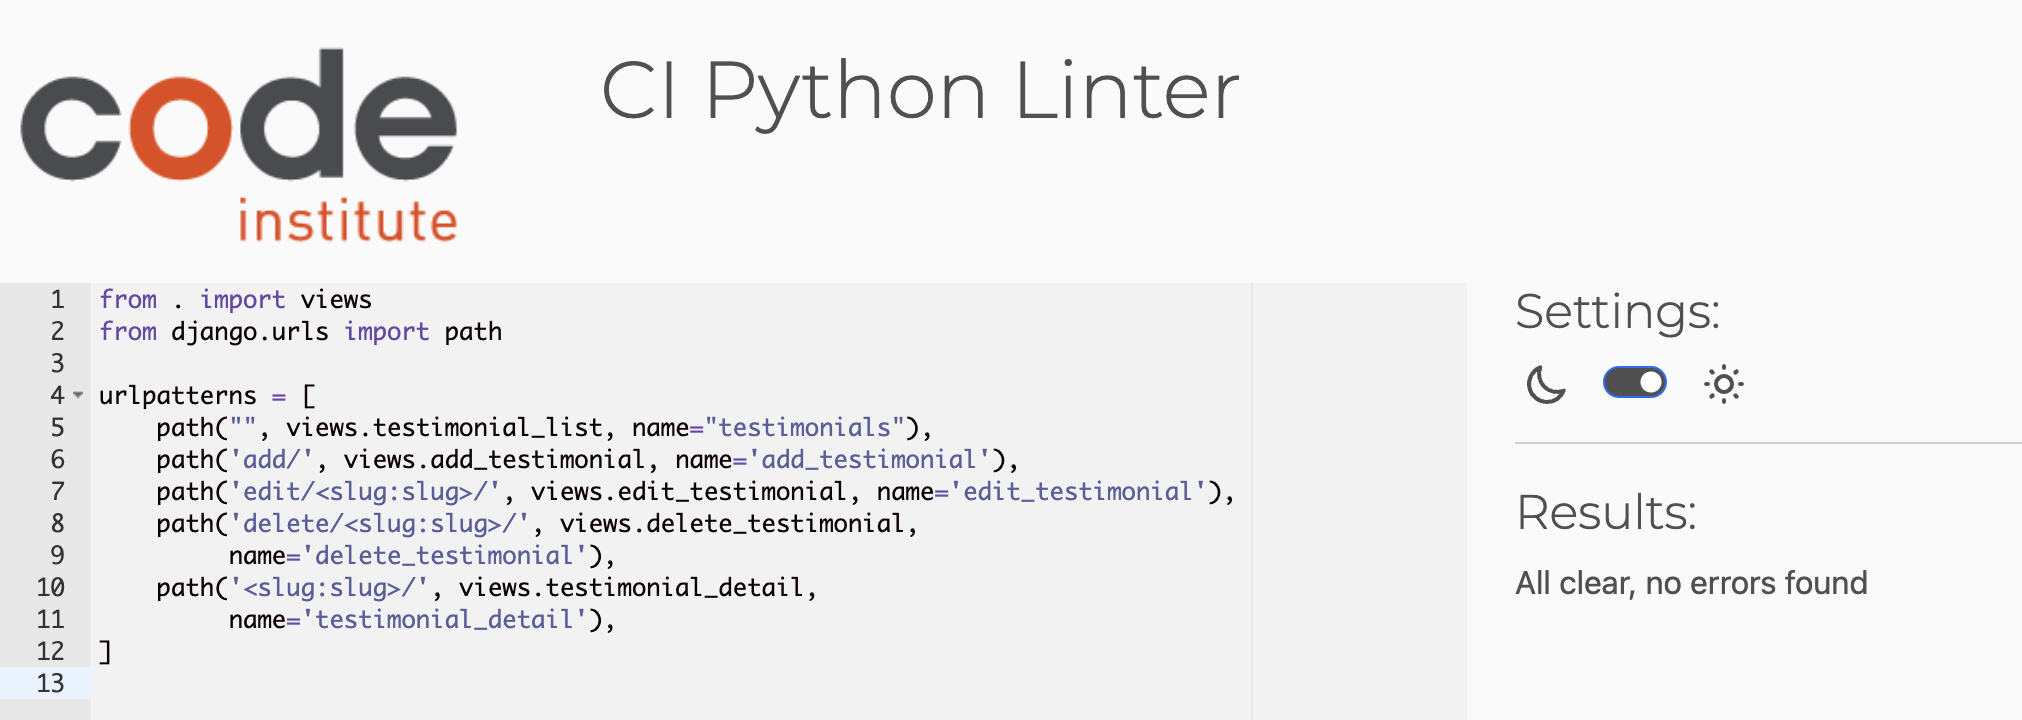 code
institute
CI Python Linter
1 from . import views
2 from django.urls import path
3
4 urlpatterns = [
5     path("", views.testimonial_list, name="testimonials"),
6     path('add/', views.add_testimonial, name='add_testimonial'),
7     path('edit/<slug:slug>/', views.edit_testimonial, name='edit_testimonial'),
8     path('delete/<slug:slug>/', views.delete_testimonial,
9          name='delete_testimonial'),
10     path('<slug:slug>/', views.testimonial_detail,
11          name='testimonial_detail'),
12 ]
13
Settings:
Results:
All clear, no errors found